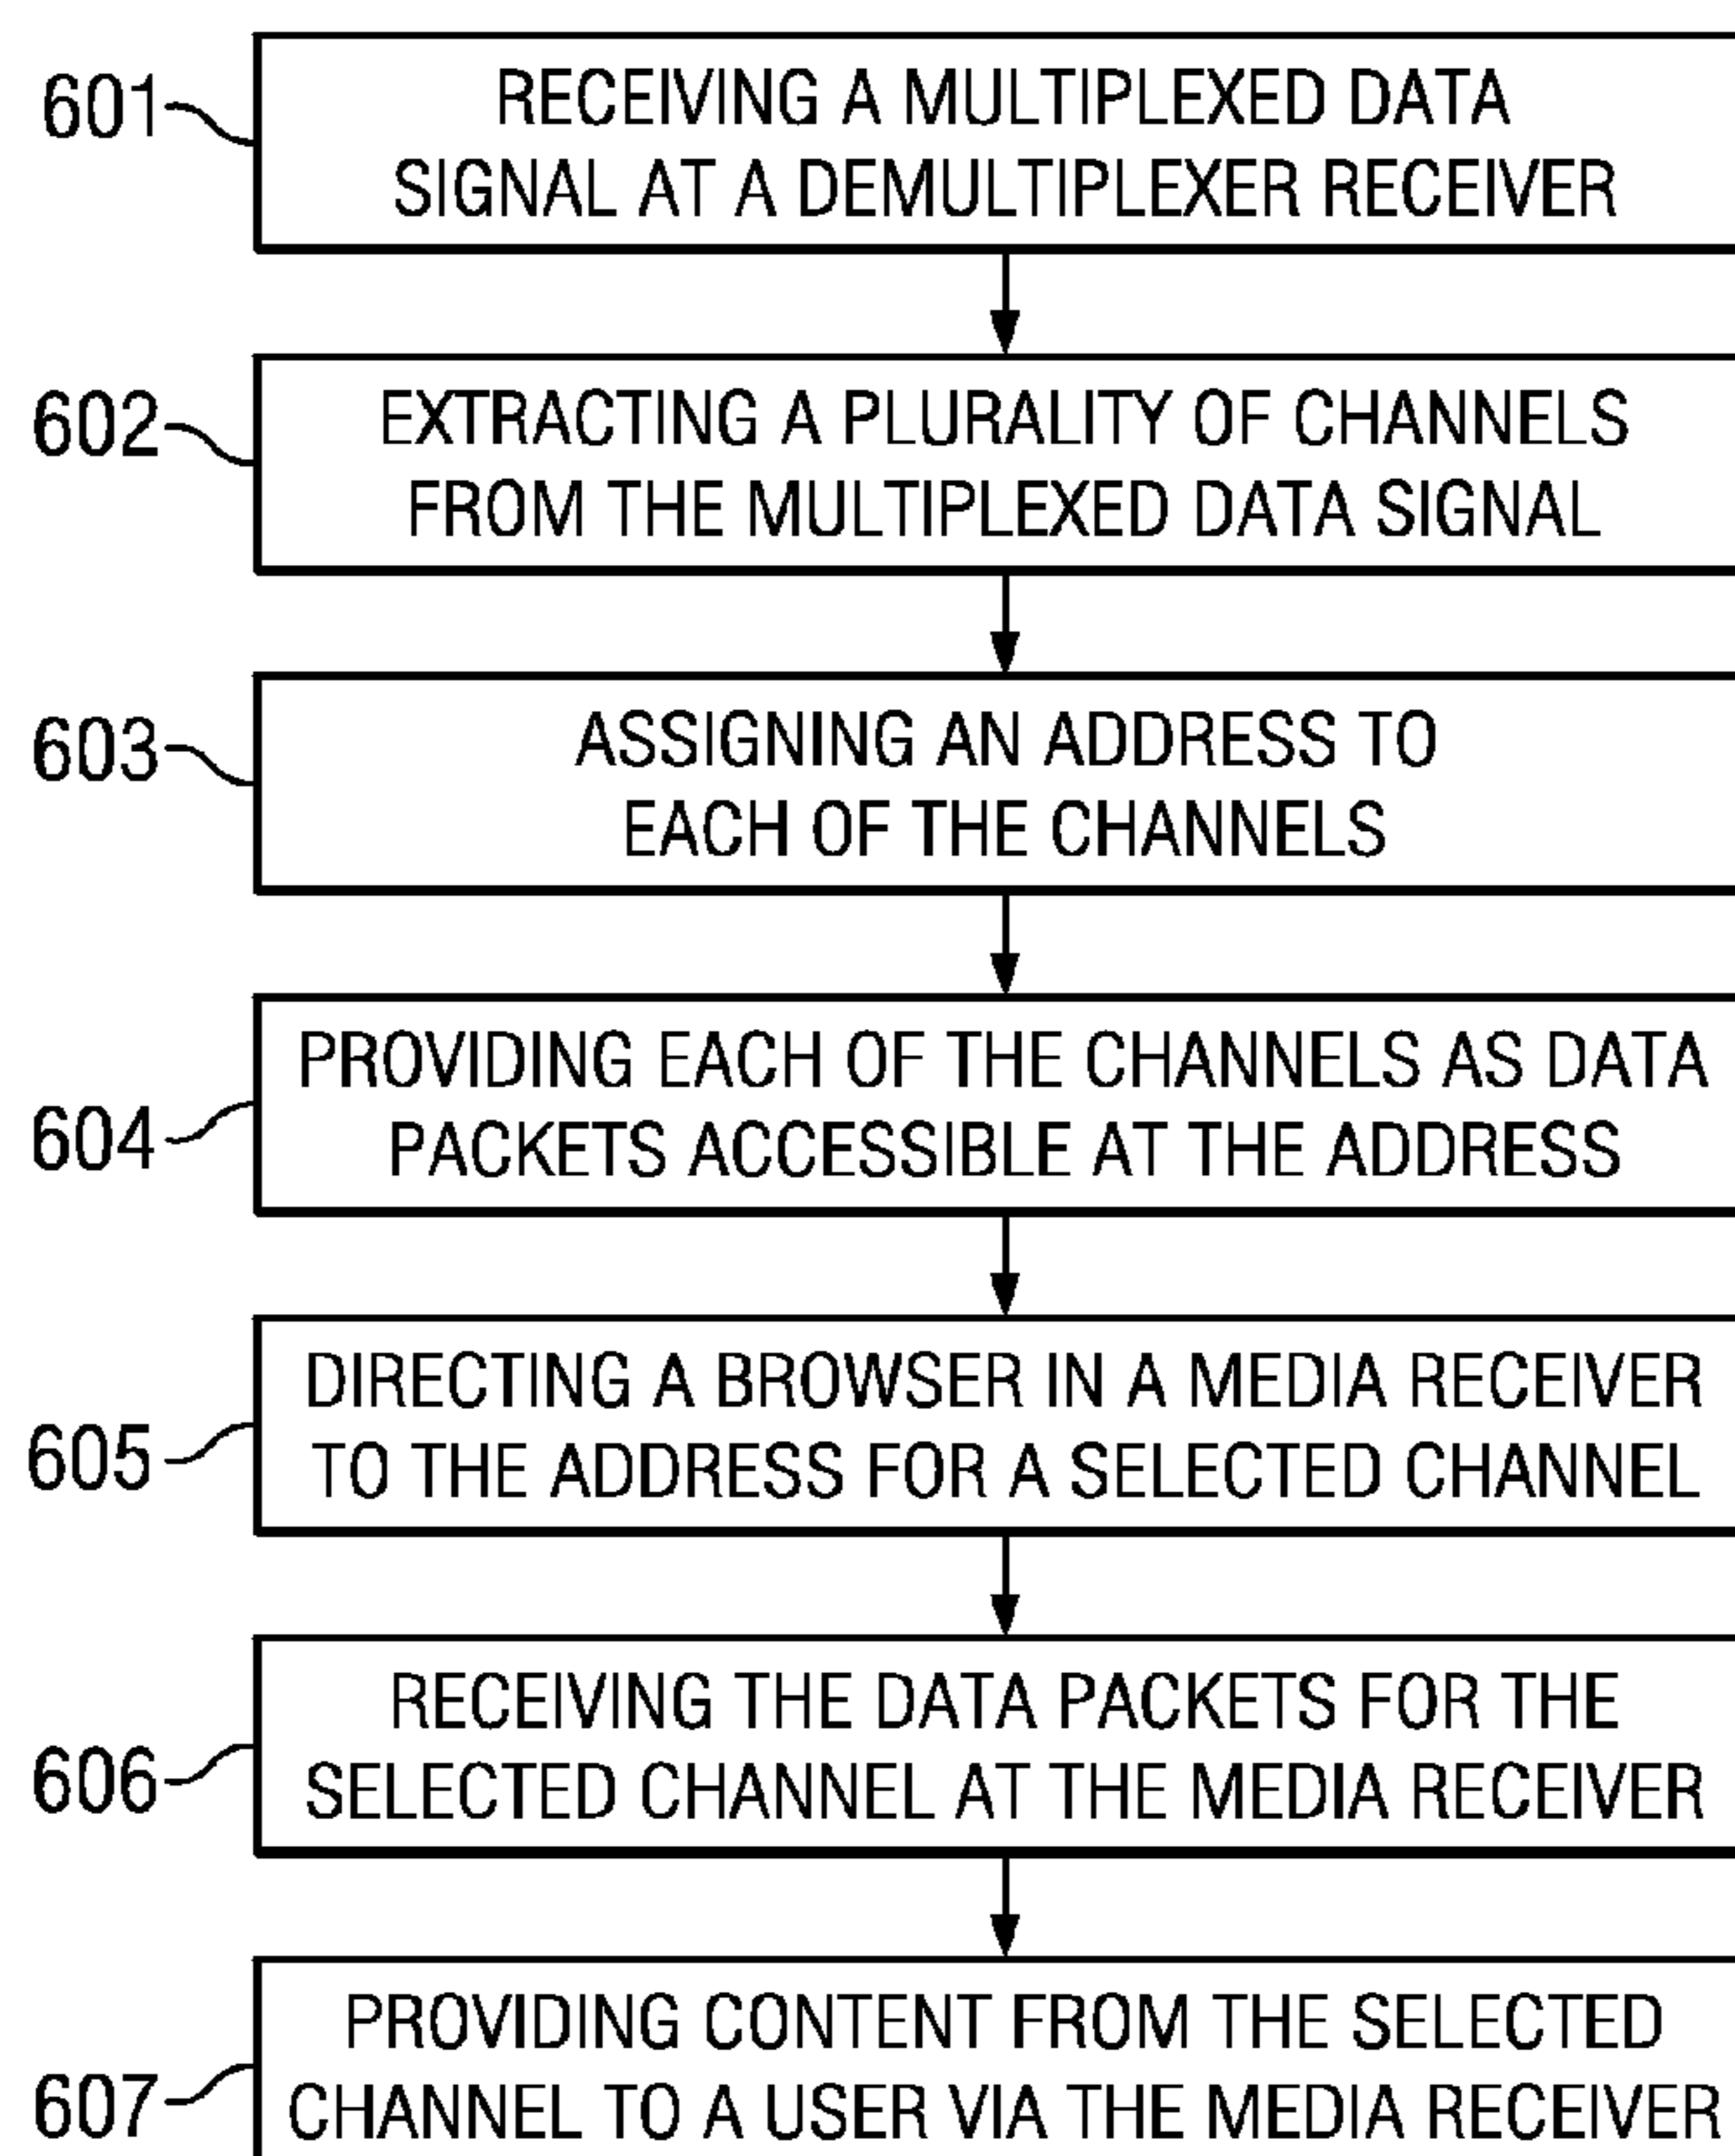 601
RECEIVING A MULTIPLEXED DATA
SIGNAL AT A DEMULTIPLEXER RECEIVER
602
EXTRACTING A PLURALITY OF CHANNELS
FROM THE MULTIPLEXED DATA SIGNAL
603
ASSIGNING AN ADDRESS TO
EACH OF THE CHANNELS
604
PROVIDING EACH OF THE CHANNELS AS DATA
PACKETS ACCESSIBLE AT THE ADDRESS
605
DIRECTING A BROWSER IN A MEDIA RECEIVER
TO THE ADDRESS FOR A SELECTED CHANNEL
606
RECEIVING THE DATA PACKETS FOR THE
SELECTED CHANNEL AT THE MEDIA RECEIVER
607
PROVIDING CONTENT FROM THE SELECTED
CHANNEL TO A USER VIA THE MEDIA RECEIVER